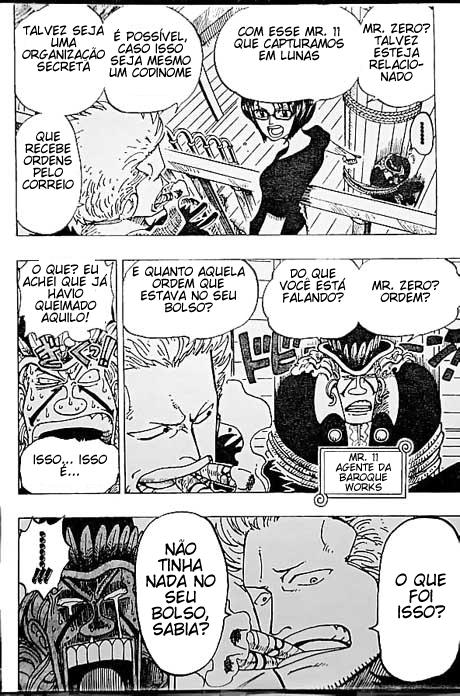 MR. ZERO?
TALVEZ
ESTEJA
RELACIO-
NADO
COM ESSE MR. 11
QUE CAPTURAMOS
EM LUNAS
É POSSÍVEL,
CASO ISSO
SEJA MESMO
UM CODINOME
TALVEZ SEJA
UMA
ORGANIZAÇÃO
SECRETA
QUE
RECEBE
ORDENS
PELO
CORREIO
MR. ZERO?
ORDEM?
DO QUE
VOCÊ ESTÁ
FALANDO?
MR. 11
AGENTE DA
BAROQUE
WORKS
E QUANTO AQUELA
ORDEM QUE
ESTAVA NO SEU
BOLSO?
O QUE? EU
ACHEI QUE JÁ
HAVIO
QUEIMADO
AQUILO!
ISSO... ISSO
É...
O QUE
FOI
ISSO?
NÃO
TINHA
NADA NO
SEU
BOLSO,
SABIA?